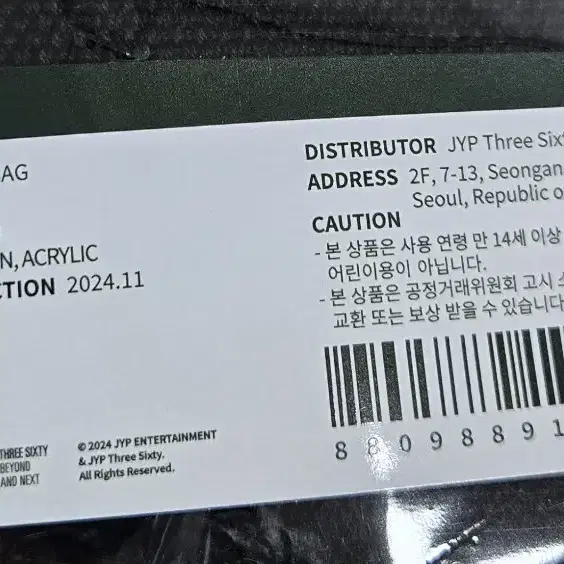 AG
N, ACRYLIC
CTION 2024.11
THREE SIXTY
BEYOND
AND NEXT
© 2024 JYP ENTERTAINMENT
& JYP Three Sixty.
All Rights Reserved.
DISTRIBUTOR JYP Three Six
ADDRESS 2F, 7-13, Seongan
Seoul, Republic o
CAUTION
- 본 상품은 사용 연령 만 14세 이상
어린이용이 아닙니다.
- 본 상품은 공정거래위원회 고시 소
교환 또는 보상 받을 수 있습니다
8 8 0 9 8 8 9 1